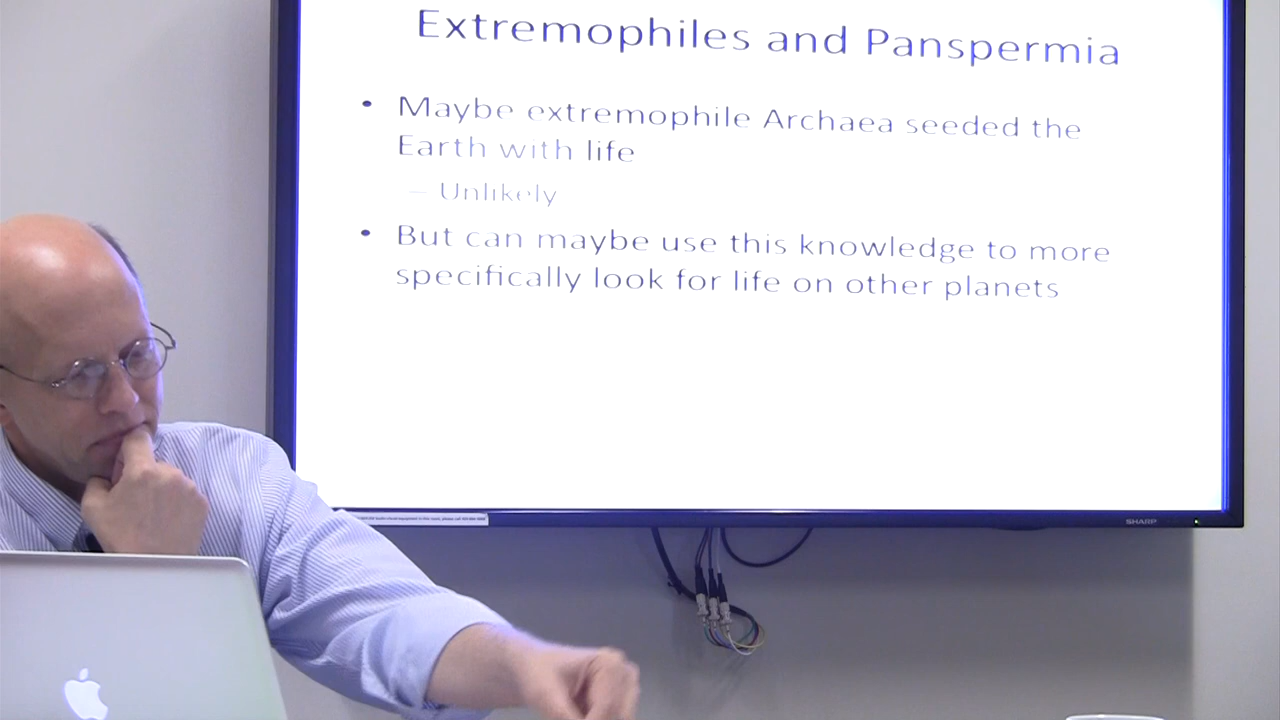 Extremophiles and Panspermia
• Maybe extremophile Archaea seeded the
Earth with life
– Unlikely
• But can maybe use this knowledge to more
specifically look for life on other planets
SHARP